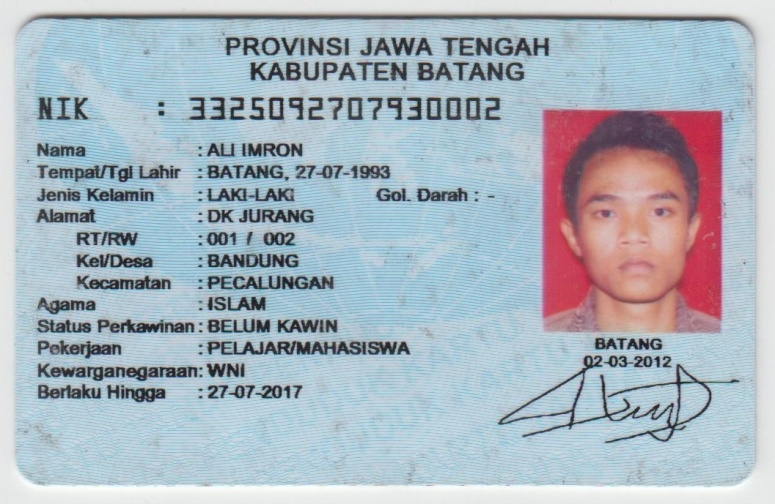 PROVINSI JAWA TENGAH
KABUPATEN BATANG
NIK : 3325092707930002
Nama : ALI IMRON
Tempat/Tgl Lahir : BATANG, 27-07-1993
Jenis Kelamin : LAKI-LAKI Gol. Darah : -
Alamat : DK JURANG
RT/RW : 001 / 002
Kel/Desa : BANDUNG
Kecamatan : PECALUNGAN
Agama : ISLAM
Status Perkawinan : BELUM KAWIN
Pekerjaan : PELAJAR/MAHASISWA
Kewarganegaraan: WNI
Berlaku Hingga : 27-07-2017
BATANG
02-03-2012